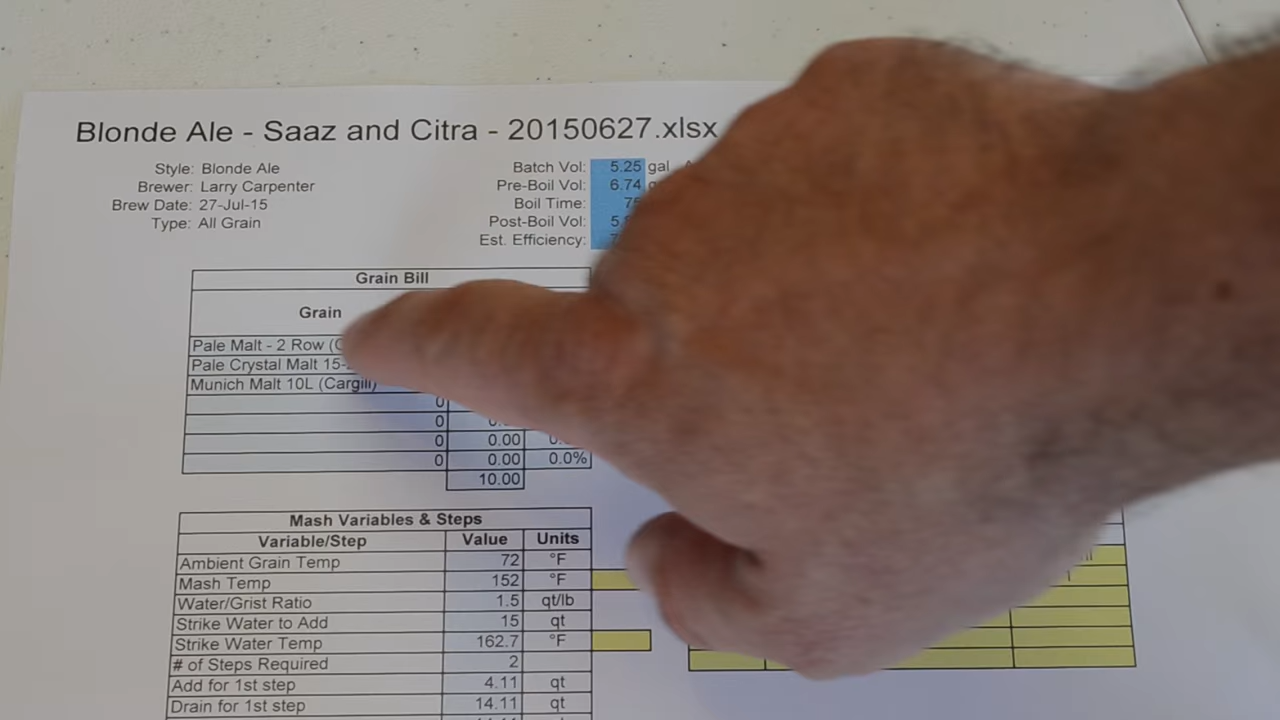 Blonde Ale - Saaz and Citra - 20150627.xlsx
Style: Blonde Ale
Brewer: Larry Carpenter
Brew Date: 27-Jul-15
Type: All Grain
Batch Vol: 5.25 gal
Pre-Boil Vol: 6.74
Boil Time:
Post-Boil Vol:
Est. Efficiency:
Grain Bill
Grain
Pale Malt - 2 Row
Pale Crystal Malt
Munich Malt 10L (Cargill)
0
0
0 0.00
0 0.00 0.0%
10.00
Mash Variables & Steps
Variable/Step Value Units
Ambient Grain Temp 72 °F
Mash Temp 152 °F
Water/Grist Ratio 1.5 qt/lb
Strike Water to Add 15 qt
Strike Water Temp 162.7 °F
# of Steps Required 2
Add for 1st step 4.11 qt
Drain for 1st step 14.11 qt